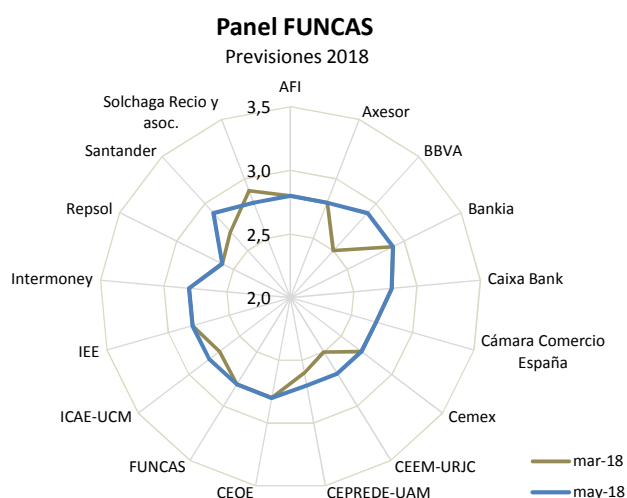 Panel FUNCAS
Previsiones 2018
AFI
Axesor
BBVA
Bankia
Caixa Bank
Cámara Comercio
España
Cemex
CEEM-URJC
CEPREDE-UAM
CEOE
FUNCAS
ICAE-UCM
IEE
Intermoney
Repsol
Santander
Solchaga Recio y
asoc.
3,5
3,0
2,5
2,0
mar-18
may-18